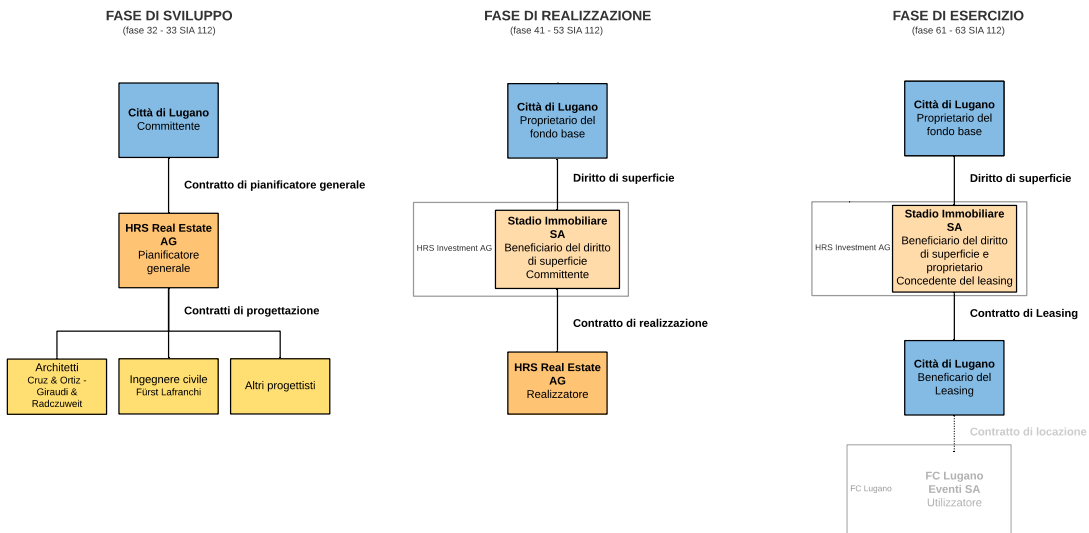 FASE DI SVILUPPO
(fase 32 - 33 SIA 112)
Città di Lugano
Committente
Contratto di pianificatore generale
HRS Real Estate
AG
Pianificatore
generale
Contratti di progettazione
Architetti
Cruz & Ortiz -
Giraudi &
Radczuweit
Ingegnere civile
Fürst Lafranchi
Altri progettisti
FASE DI REALIZZAZIONE
(fase 41 - 53 SIA 112)
Città di Lugano
Proprietario del
fondo base
Diritto di superficie
HRS Investment AG
Stadio Immobiliare
SA
Beneficiario del diritto
di superficie
Committente
Contratto di realizzazione
HRS Real Estate
AG
Realizzatore
FASE DI ESERCIZIO
(fase 61 - 63 SIA 112)
Città di Lugano
Proprietario del
fondo base
Diritto di superficie
HRS Investment AG
Stadio Immobiliare
SA
Beneficiario del diritto
di superficie e
proprietario
Concedente del leasing
Contratto di Leasing
Città di Lugano
Beneficario del
Leasing
Contratto di locazione
FC Lugano
FC Lugano
Eventi SA
Utilizzatore